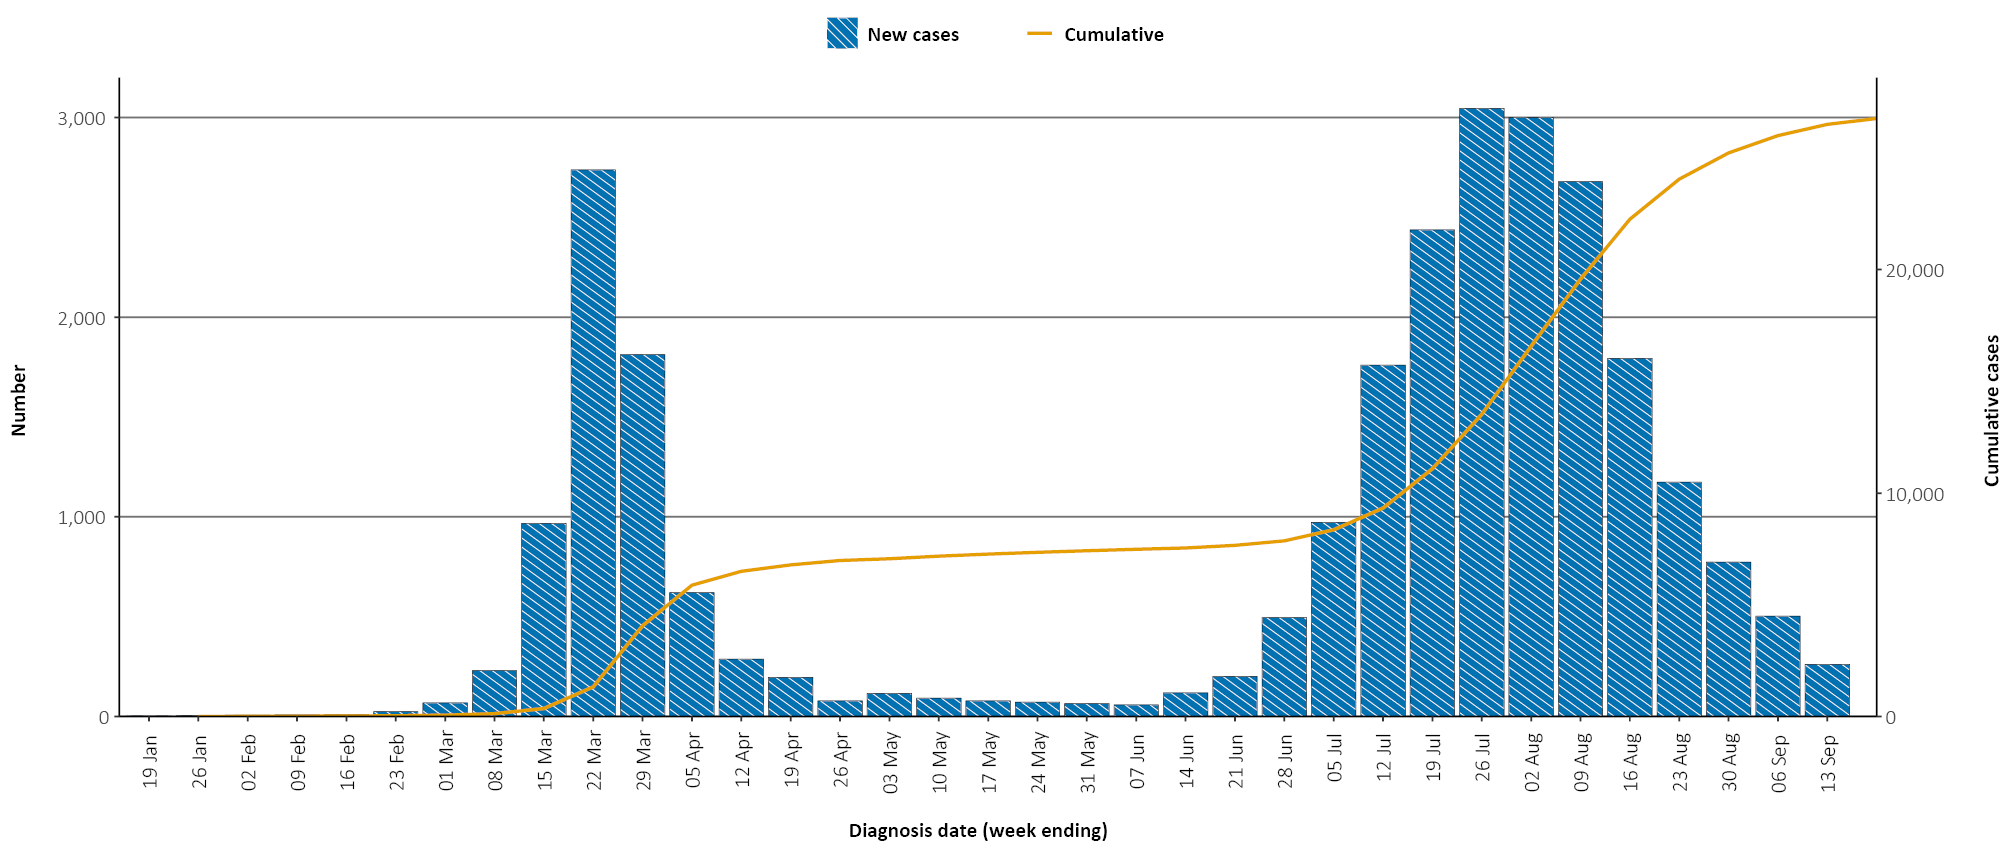 New cases
Cumulative
3,000
2,000
1,000
0
Number
20,000
10,000
0
Cumulative cases
19 Jan
26 Jan
02 Feb
09 Feb
16 Feb
23 Feb
01 Mar
08 Mar
15 Mar
22 Mar
29 Mar
05 Apr
12 Apr
19 Apr
26 Apr
03 May
10 May
17 May
24 May
31 May
07 Jun
14 Jun
21 Jun
28 Jun
05 Jul
12 Jul
19 Jul
26 Jul
02 Aug
09 Aug
16 Aug
23 Aug
30 Aug
06 Sep
13 Sep
Diagnosis date (week ending)